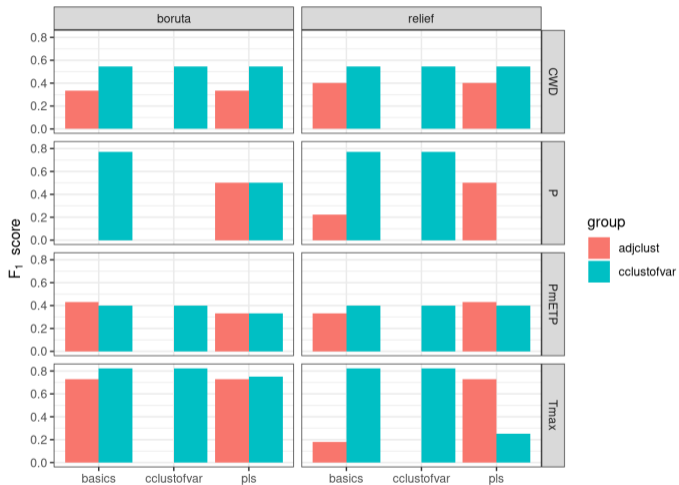 boruta
relief
0.8
0.6
0.4
0.2
0.0
CWD
0.8
0.6
0.4
0.2
0.0
P
0.8
0.6
0.4
0.2
0.0
PmETP
0.8
0.6
0.4
0.2
0.0
Tmax
F₁ score
basics cclustofvar pls
basics cclustofvar pls
group
adjclust
cclustofvar